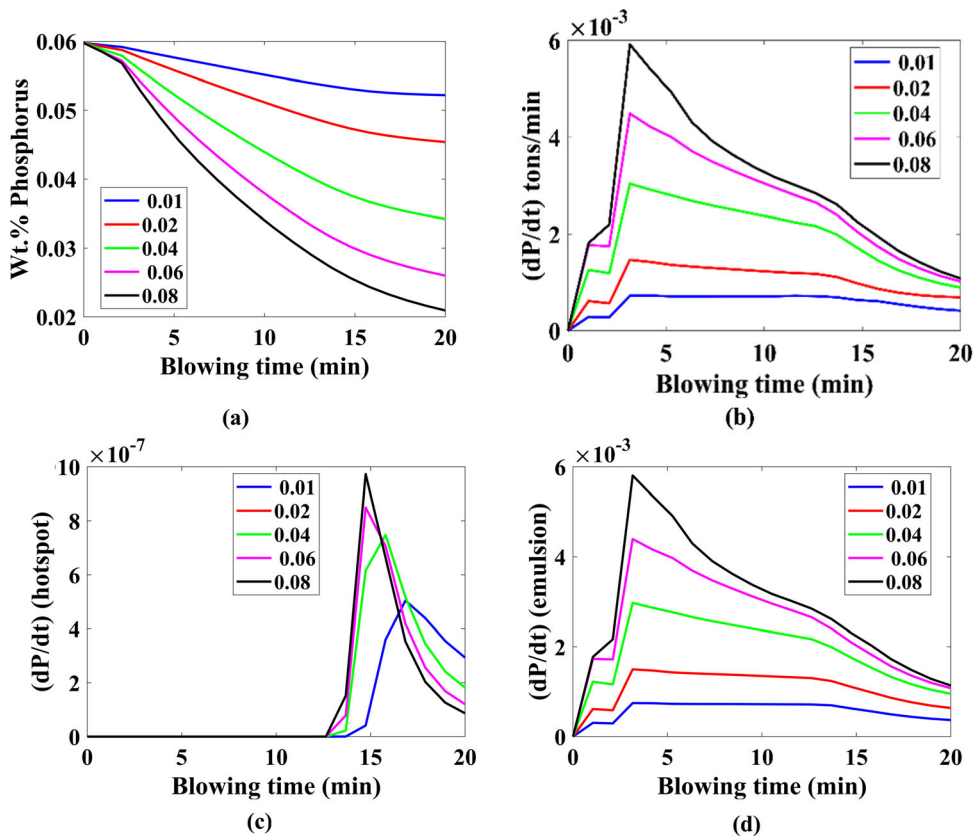 0.06
0.05
0.04
0.03
0.02
Wt.% Phosphorus
0.01
0.02
0.04
0.06
0.08
0 5 10 15 20
Blowing time (min)
(a)
×10-3
6
4
2
0
(dP/dt) tons/min
0.01
0.02
0.04
0.06
0.08
0 5 10 15 20
Blowing time (min)
(b)
×10-7
10
8
6
4
2
0
(dP/dt) (hotspot)
0.01
0.02
0.04
0.06
0.08
0 5 10 15 20
Blowing time (min)
(c)
×10-3
6
4
2
0
(dP/dt) (emulsion)
0.01
0.02
0.04
0.06
0.08
0 5 10 15 20
Blowing time (min)
(d)